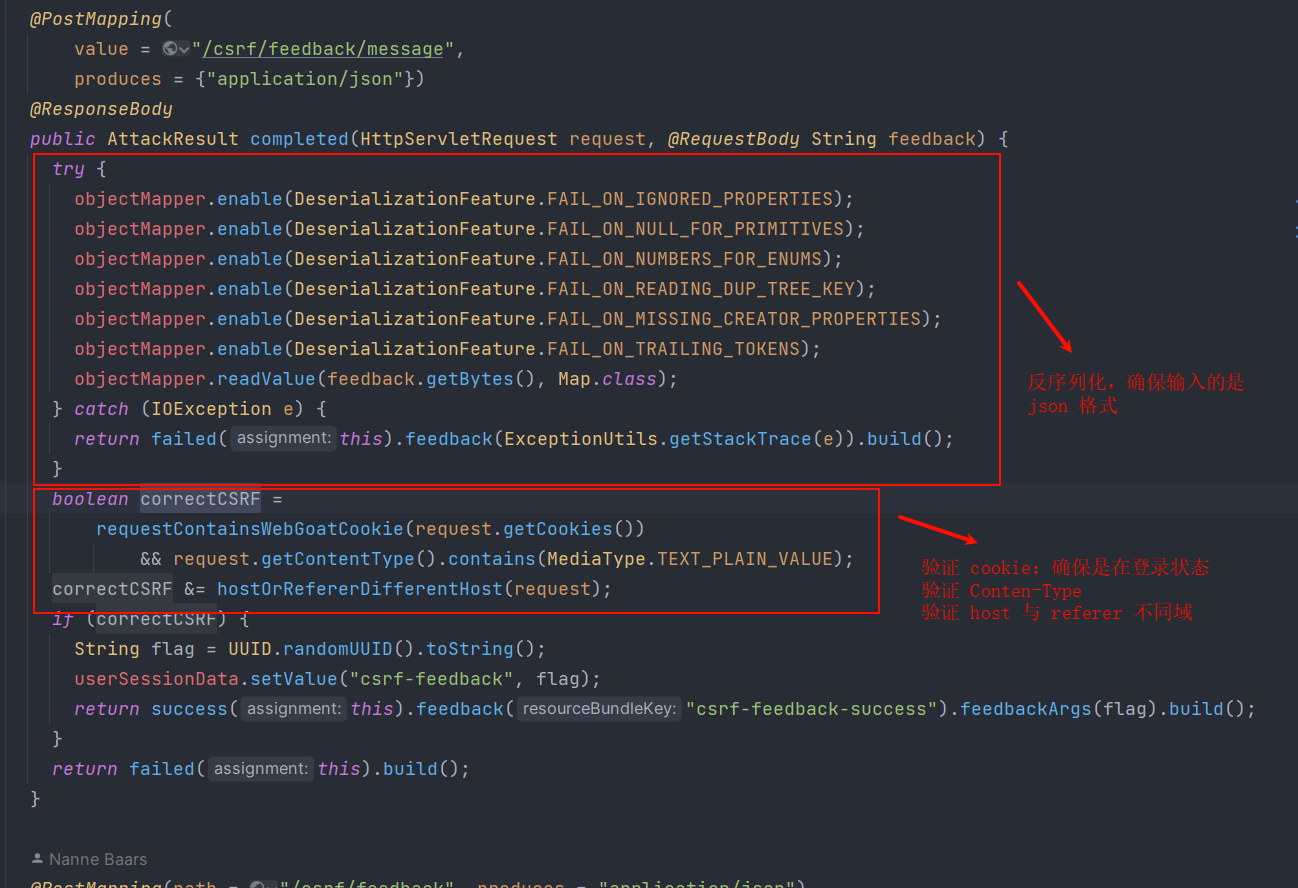 @PostMapping(
value = "/csrf/feedback/message",
produces = {"application/json"})
@ResponseBody
public AttackResult completed(HttpServletRequest request, @RequestBody String feedback) {
try {
objectMapper.enable(DeserializationFeature.FAIL_ON_IGNORED_PROPERTIES);
objectMapper.enable(DeserializationFeature.FAIL_ON_NULL_FOR_PRIMITIVES);
objectMapper.enable(DeserializationFeature.FAIL_ON_NUMBERS_FOR_ENUMS);
objectMapper.enable(DeserializationFeature.FAIL_ON_READING_DUP_TREE_KEY);
objectMapper.enable(DeserializationFeature.FAIL_ON_MISSING_CREATOR_PROPERTIES);
objectMapper.enable(DeserializationFeature.FAIL_ON_TRAILING_TOKENS);
objectMapper.readValue(feedback.getBytes(), Map.class);
} catch (IOException e) {
return failed( assignment: this).feedback(ExceptionUtils.getStackTrace(e)).build();
}
反序列化，确保输入的是
json 格式
boolean correctCSRF =
requestContainsWebGoatCookie(request.getCookies())
&& request.getContentType().contains(MediaType.TEXT_PLAIN_VALUE);
correctCSRF &= hostOrRefererDifferentHost(request);
验证 cookie：确保是在登录状态
验证 Conten-Type
验证 host 与 referer 不同域
if (correctCSRF) {
String flag = UUID.randomUUID().toString();
userSessionData.setValue("csrf-feedback", flag);
return success( assignment: this).feedback( resourceBundleKey: "csrf-feedback-success").feedbackArgs(flag).build();
}
return failed( assignment: this).build();
}
Nanne Baars
@PostMapping(path = "/csrf/feedback", produces = "application/json")